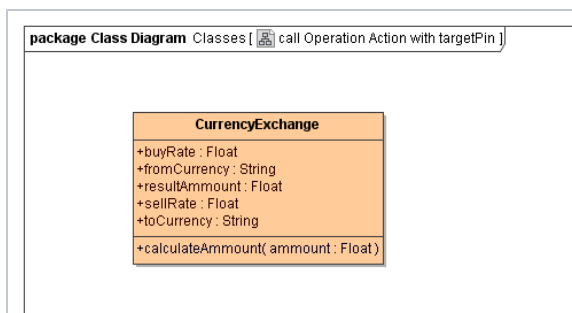 package Class Diagram Classes [ call Operation Action with targetPin ]
CurrencyExchange
+buyRate : Float
+fromCurrency : String
+resultAmmount : Float
+sellRate : Float
+toCurrency : String
+calculateAmmount( ammount : Float )